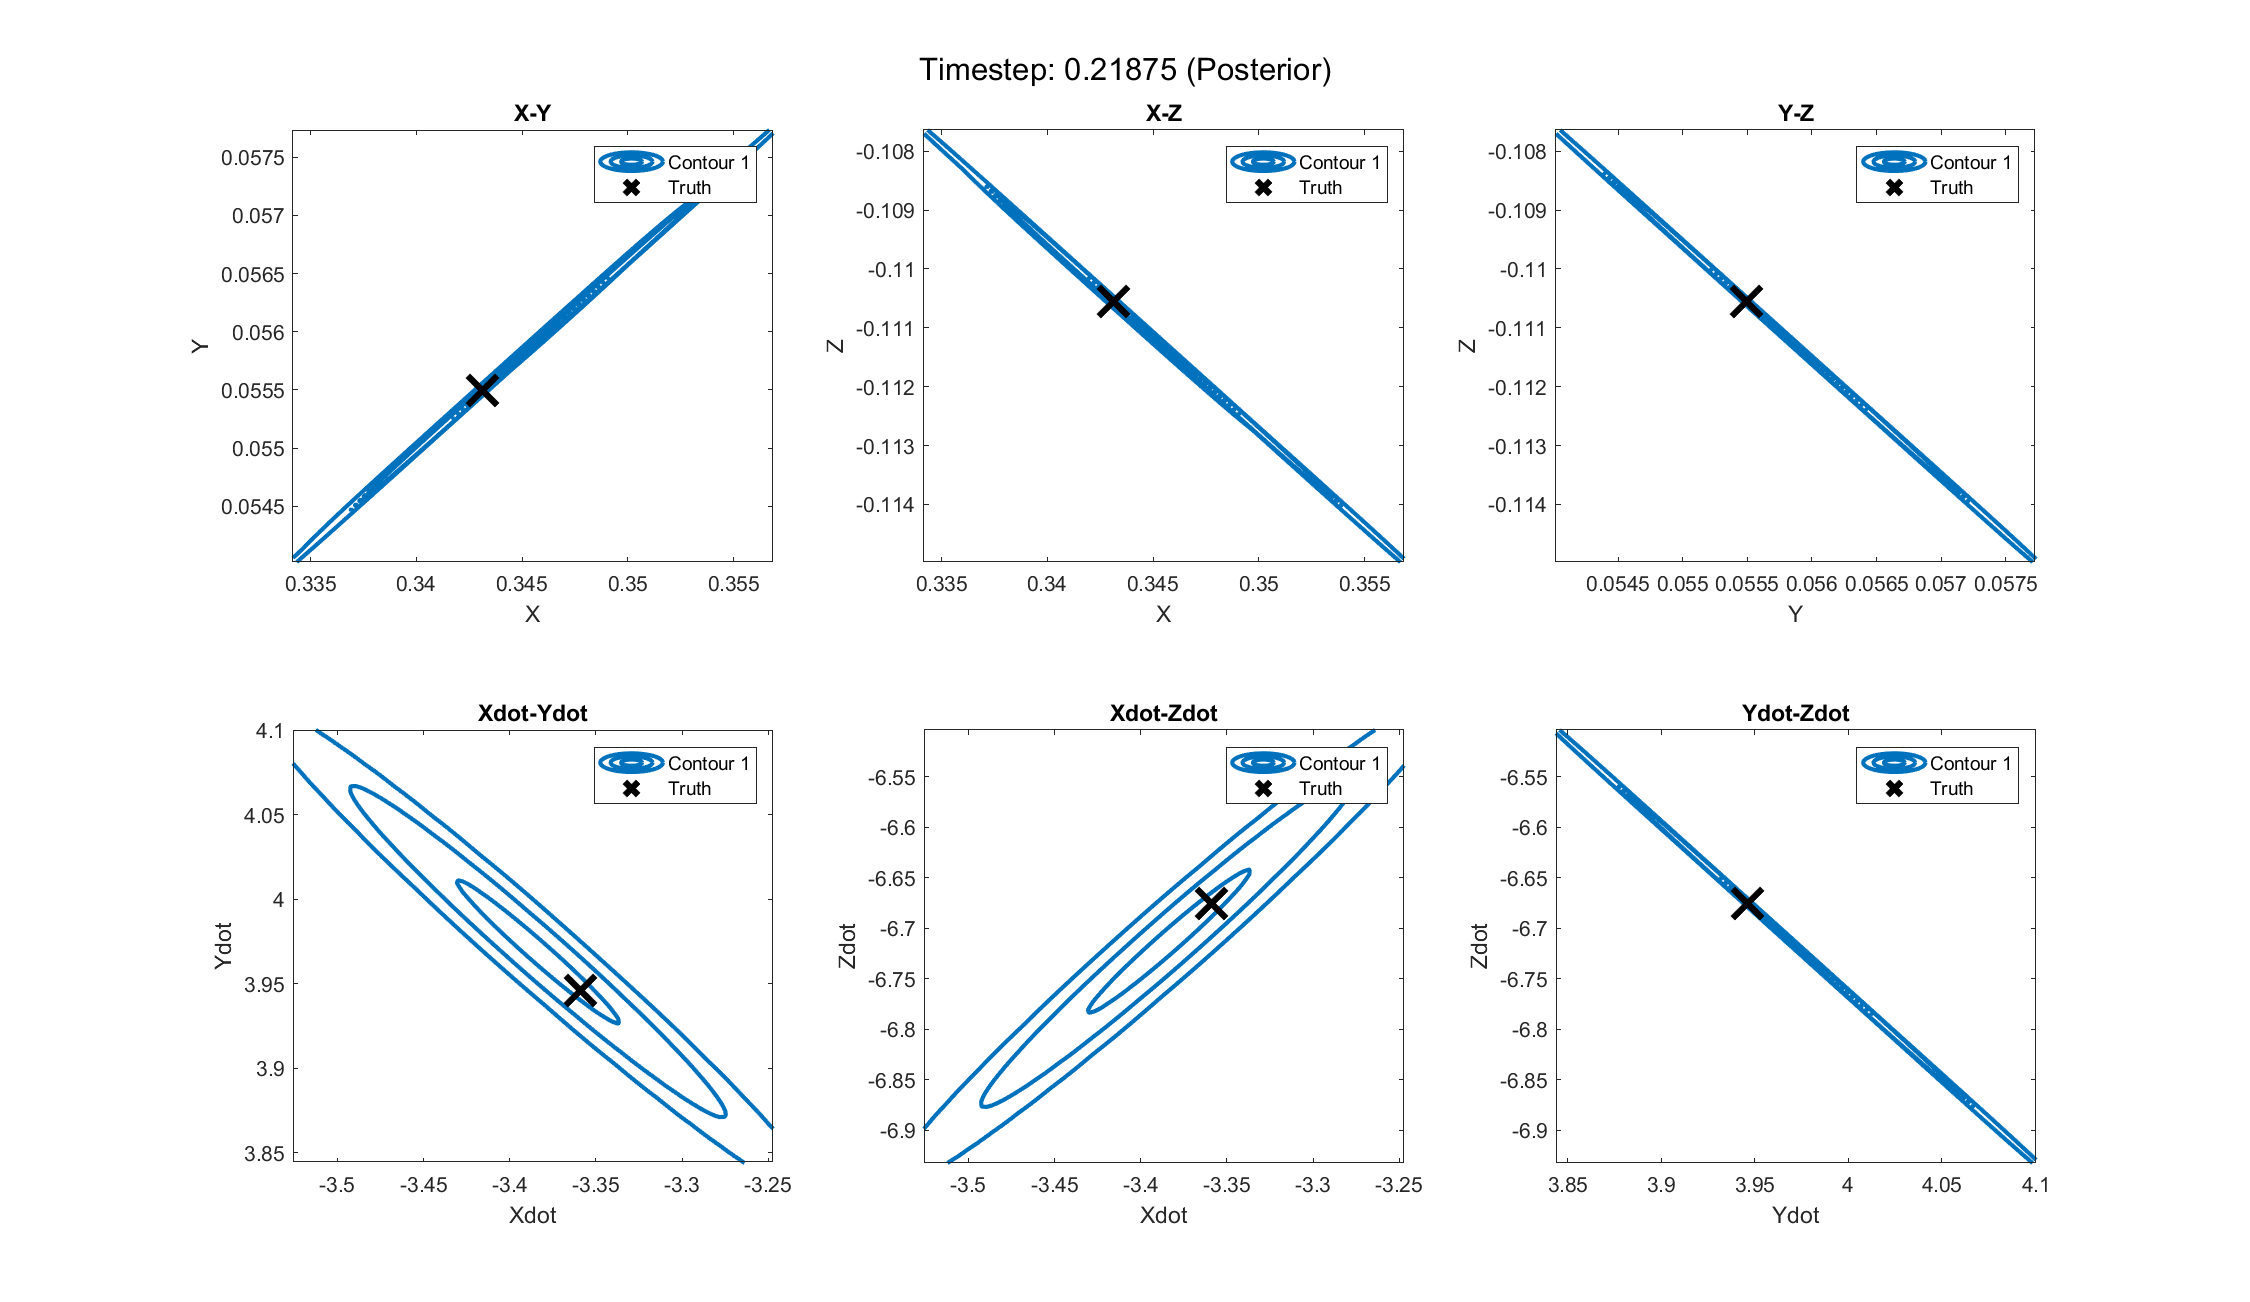 Timestep: 0.21875 (Posterior)
X-Y
0.0575
0.057
0.0565
0.056
0.0555
0.055
0.0545
Y
Contour 1
Truth
0.335 0.34 0.345 0.35 0.355
X
X-Z
-0.108
-0.109
-0.11
-0.111
-0.112
-0.113
-0.114
Z
Contour 1
Truth
0.335 0.34 0.345 0.35 0.355
X
Y-Z
-0.108
-0.109
-0.11
-0.111
-0.112
-0.113
-0.114
Z
Contour 1
Truth
0.0545 0.055 0.0555 0.056 0.0565 0.057 0.0575
Y
Xdot-Ydot
4.1
4.05
4
3.95
3.9
3.85
Ydot
Contour 1
Truth
-3.5 -3.45 -3.4 -3.35 -3.3 -3.25
Xdot
Xdot-Zdot
-6.55
-6.6
-6.65
-6.7
-6.75
-6.8
-6.85
-6.9
Zdot
Contour 1
Truth
-3.5 -3.45 -3.4 -3.35 -3.3 -3.25
Xdot
Ydot-Zdot
-6.55
-6.6
-6.65
-6.7
-6.75
-6.8
-6.85
-6.9
Zdot
Contour 1
Truth
3.85 3.9 3.95 4 4.05 4.1
Ydot